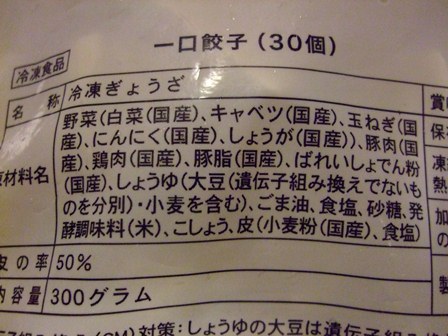 一口餃子(30個)
冷凍食品
名 称 冷凍ぎょうざ
野菜(白菜(国産)、キャベツ(国産)、玉ねぎ(国
産)、にんにく(国産)、しょうが(国産))、豚肉(国
産)、鶏肉(国産)、豚脂(国産)、ばれいしょでん粉
原材料名 (国産)、しょうゆ(大豆(遺伝子組み換えでないも
のを分別)・小麦を含む)、ごま油、食塩、砂糖、発
酵調味料(米)、こしょう、皮(小麦粉(国産)、食塩)
皮の率 50%
内容量 300グラム
賞
保
凍
熱
加
の
製
対策:しょうゆの大豆は遺伝子組み